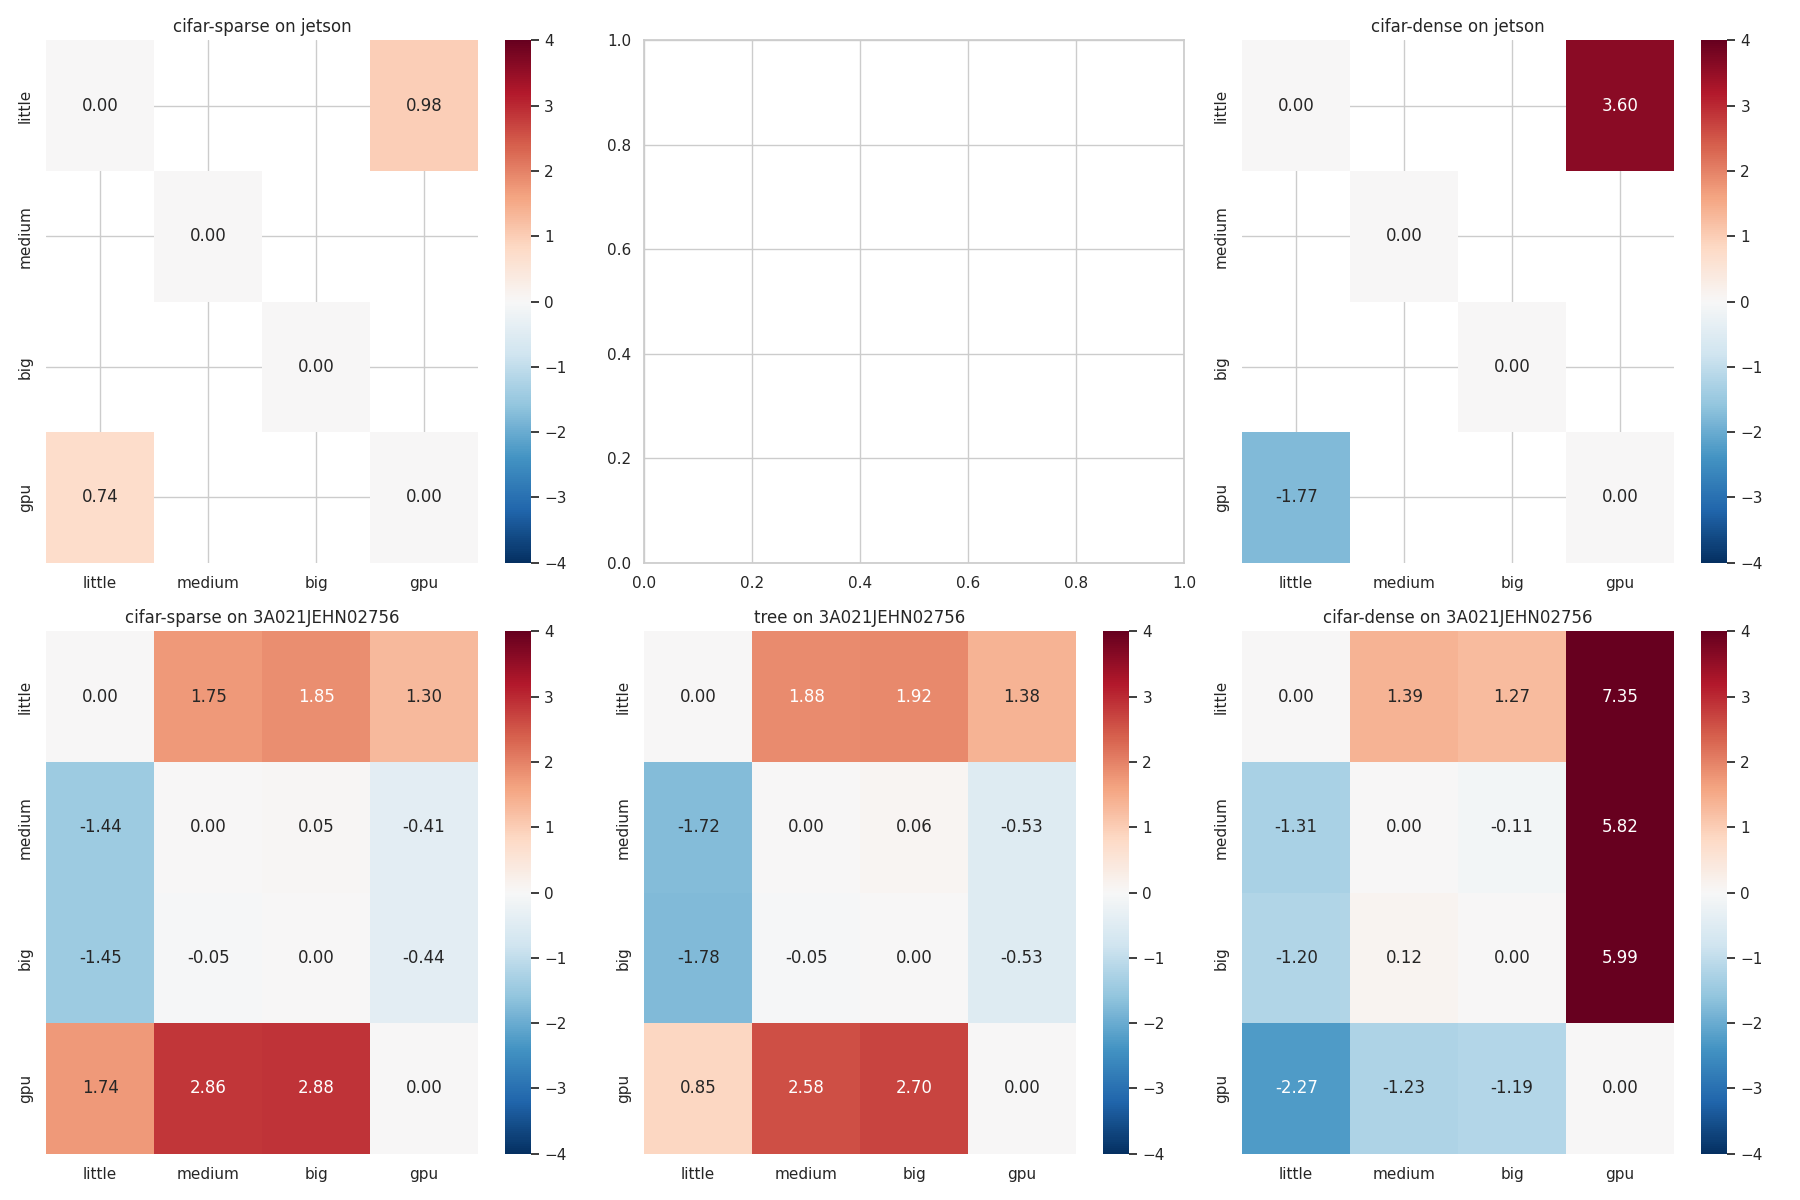 cifar-sparse on jetson
little 0.00 0.98
medium 0.00
big 0.00
gpu 0.74 0.00
little medium big gpu
4
3
2
1
0
−1
−2
−3
−4
1.0
0.8
0.6
0.4
0.2
0.0
0.0 0.2 0.4 0.6 0.8 1.0
cifar-dense on jetson
little 0.00 3.60
medium 0.00
big 0.00
gpu -1.77 0.00
little medium big gpu
4
3
2
1
0
−1
−2
−3
−4
cifar-sparse on 3A021JEHN02756
little 0.00 1.75 1.85 1.30
medium -1.44 0.00 0.05 -0.41
big -1.45 -0.05 0.00 -0.44
gpu 1.74 2.86 2.88 0.00
little medium big gpu
4
3
2
1
0
−1
−2
−3
−4
tree on 3A021JEHN02756
little 0.00 1.88 1.92 1.38
medium -1.72 0.00 0.06 -0.53
big -1.78 -0.05 0.00 -0.53
gpu 0.85 2.58 2.70 0.00
little medium big gpu
4
3
2
1
0
−1
−2
−3
−4
cifar-dense on 3A021JEHN02756
little 0.00 1.39 1.27 7.35
medium -1.31 0.00 -0.11 5.82
big -1.20 0.12 0.00 5.99
gpu -2.27 -1.23 -1.19 0.00
little medium big gpu
4
3
2
1
0
−1
−2
−3
−4